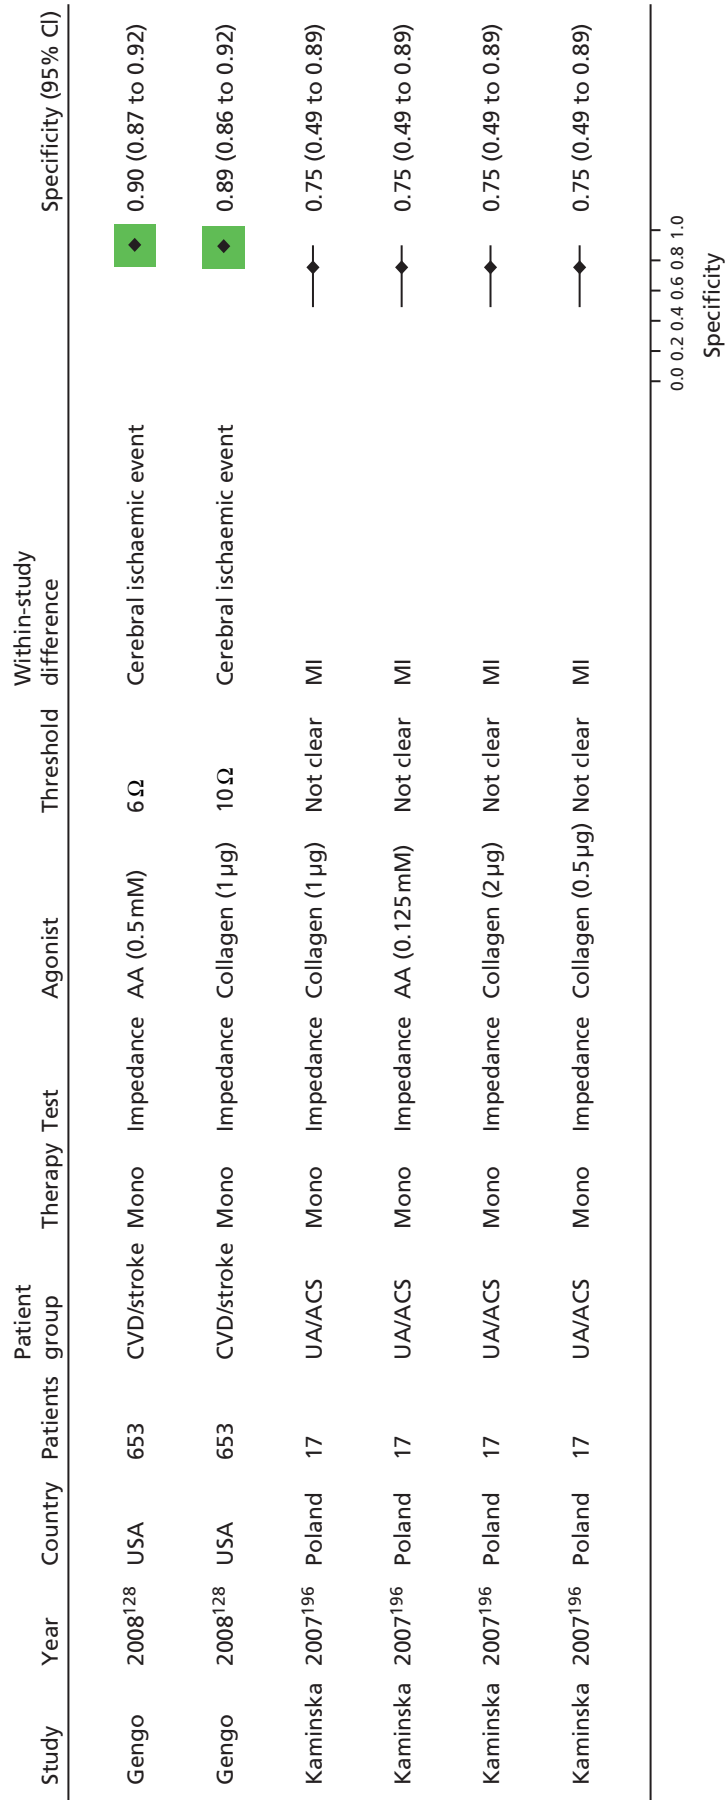 Study Year Country Patients Patient group Therapy Test Agonist Threshold Within-study difference Specificity (95% CI)
Gengo 2008128 USA 653 CVD/stroke Mono Impedance AA (0.5 mM) 6 Ω Cerebral ischaemic event 0.90 (0.87 to 0.92)
Gengo 2008128 USA 653 CVD/stroke Mono Impedance Collagen (1 µg) 10 Ω Cerebral ischaemic event 0.89 (0.86 to 0.92)
Kaminska 2007196 Poland 17 UA/ACS Mono Impedance Collagen (1 µg) Not clear MI 0.75 (0.49 to 0.89)
Kaminska 2007196 Poland 17 UA/ACS Mono Impedance AA (0.125 mM) Not clear MI 0.75 (0.49 to 0.89)
Kaminska 2007196 Poland 17 UA/ACS Mono Impedance Collagen (2 µg) Not clear MI 0.75 (0.49 to 0.89)
Kaminska 2007196 Poland 17 UA/ACS Mono Impedance Collagen (0.5 µg) Not clear MI 0.75 (0.49 to 0.89)
0.0 0.2 0.4 0.6 0.8 1.0
Specificity